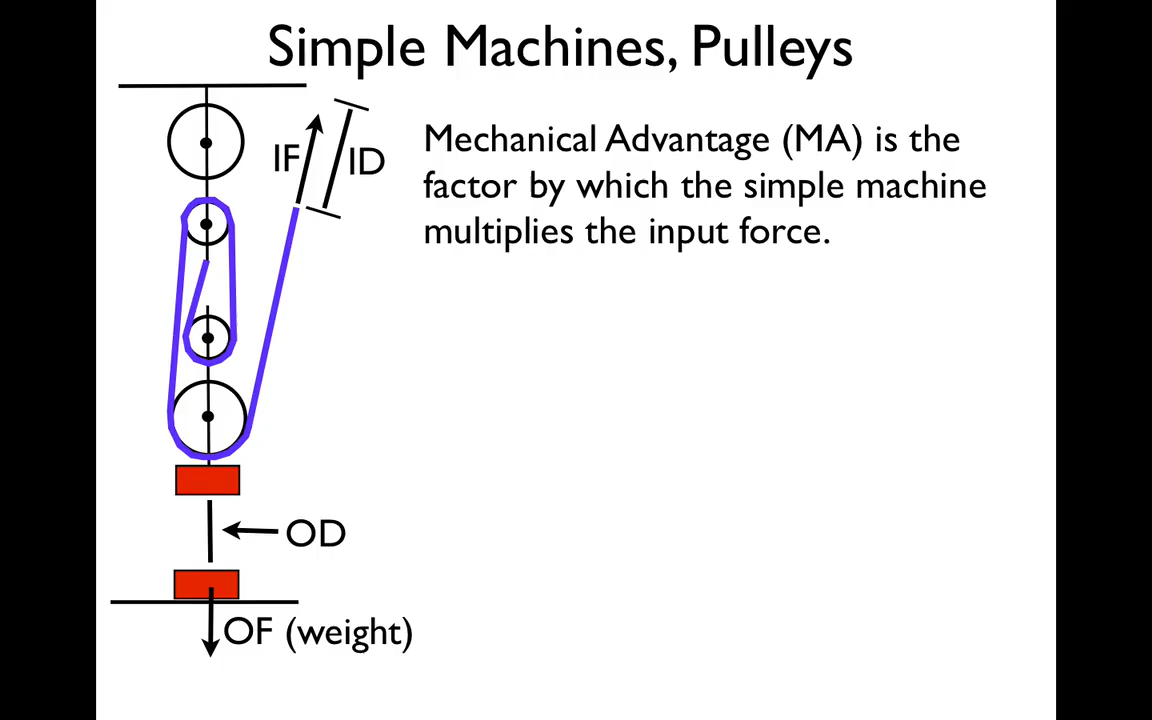 Simple Machines, Pulleys
IF
ID
Mechanical Advantage (MA) is the
factor by which the simple machine
multiplies the input force.
OD
OF (weight)